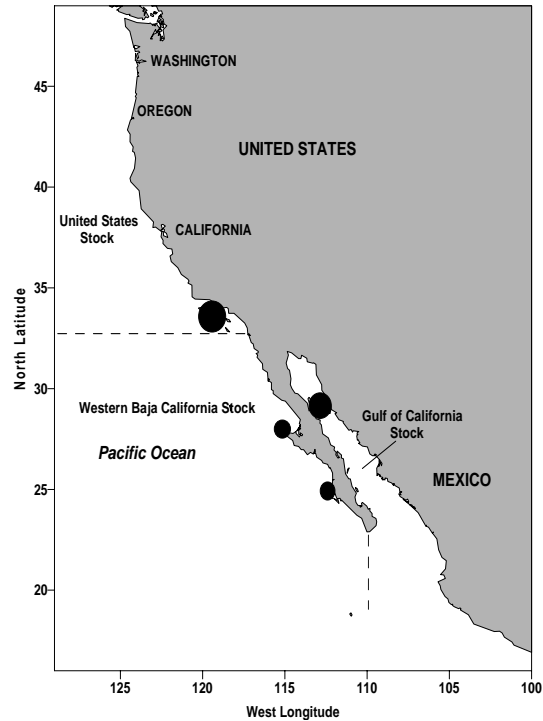 WASHINGTON
OREGON
UNITED STATES
United States
Stock
CALIFORNIA
Western Baja California Stock
Gulf of California
Stock
Pacific Ocean
MEXICO
North Latitude
45
40
35
30
25
20
125
120
115
110
105
100
West Longitude